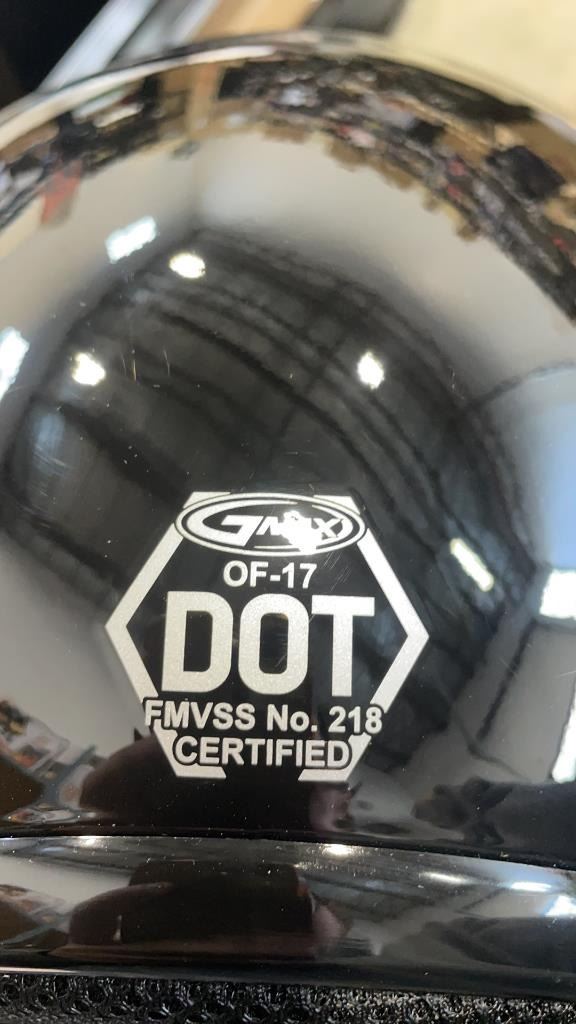 GMAX
OF-17
DOT
FMVSS No. 218
CERTIFIED